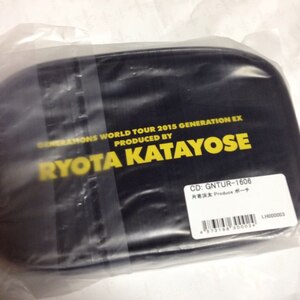 GENERATIONS WORLD TOUR 2015 GENERATION EX
PRODUCED BY
RYOTA KATAYOSE
CD: GNTUR-1606
片寄涼太 Produce ポーチ
LH000003